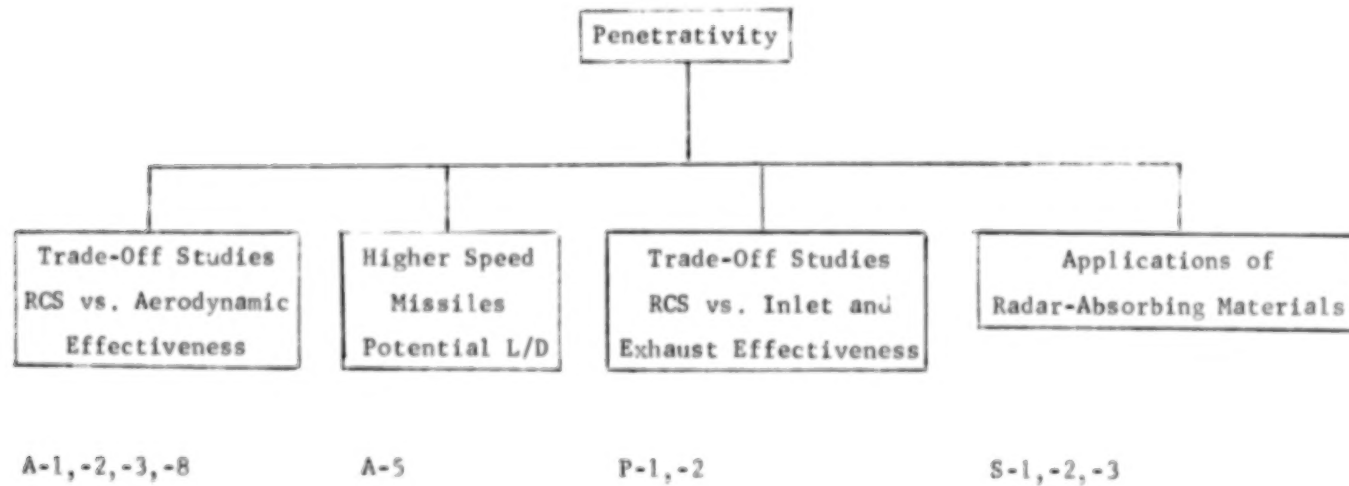 Penetrativity
Trade-Off Studies
RCS vs. Aerodynamic
Effectiveness
Higher Speed
Missiles
Potential L/D
Trade-Off Studies
RCS vs. Inlet and
Exhaust Effectiveness
Applications of
Radar-Absorbing Materials
A-1,-2,-3,-8
A-5
P-1,-2
S-1,-2,-3